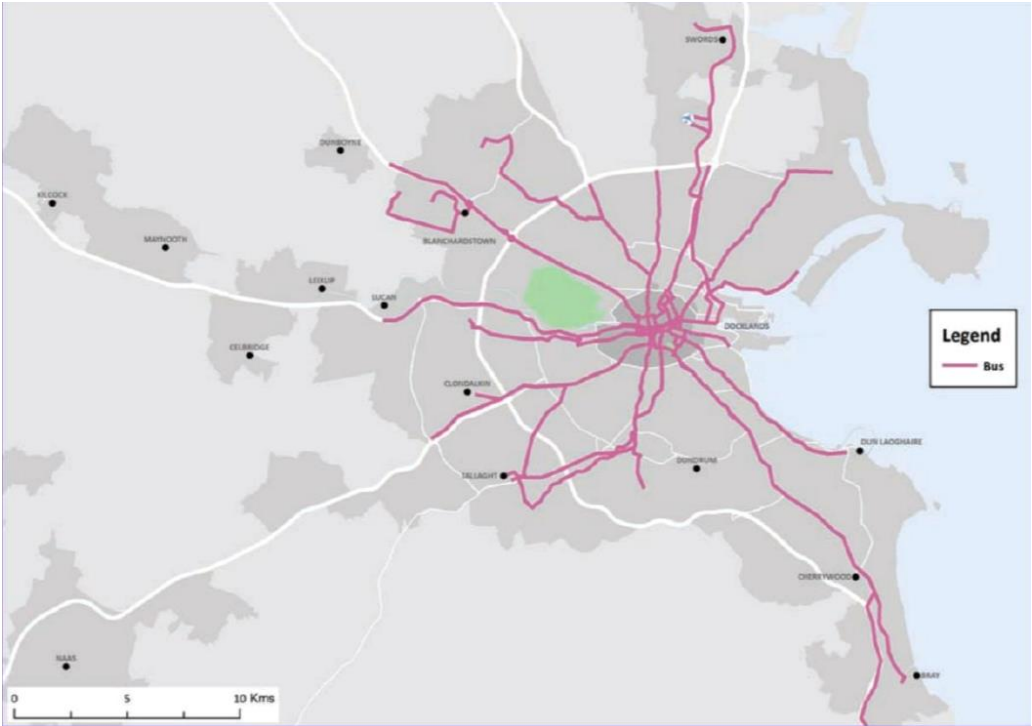 SWORDS
DUNBOYNE
KILCOCK
BLANCHARDSTOWN
MAYNOOTH
LEIXLIP
LUCAN
DOCKLANDS
CELBRIDGE
Legend
Bus
CLONDALKIN
DUN LAOGHAIRE
DUNDRUM
TALLAGHT
CHERRYWOOD
NAAS
BRAY
0 5 10 Kms